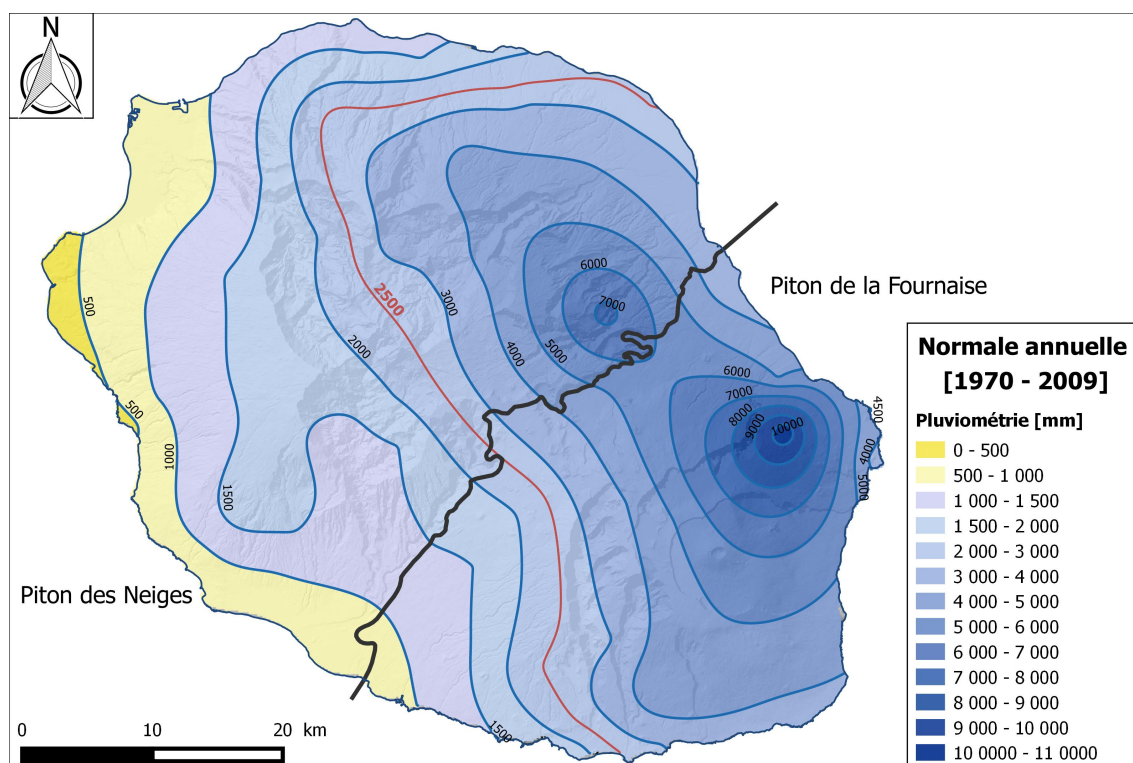 N
6000
7000
Piton de la Fournaise
500
2500
3000
2000
4000
5000
Normale annuelle
[1970 - 2009]
Pluviométrie [mm]
0 - 500
500 - 1 000
1 000 - 1 500
1 500 - 2 000
2 000 - 3 000
3 000 - 4 000
4 000 - 5 000
5 000 - 6 000
6 000 - 7 000
7 000 - 8 000
8 000 - 9 000
9 000 - 10 000
10 0000 - 11 0000
6000
7000
8000
9000
10000
4500
4000
5000
500
1000
1500
Piton des Neiges
1500
0 10 20 km